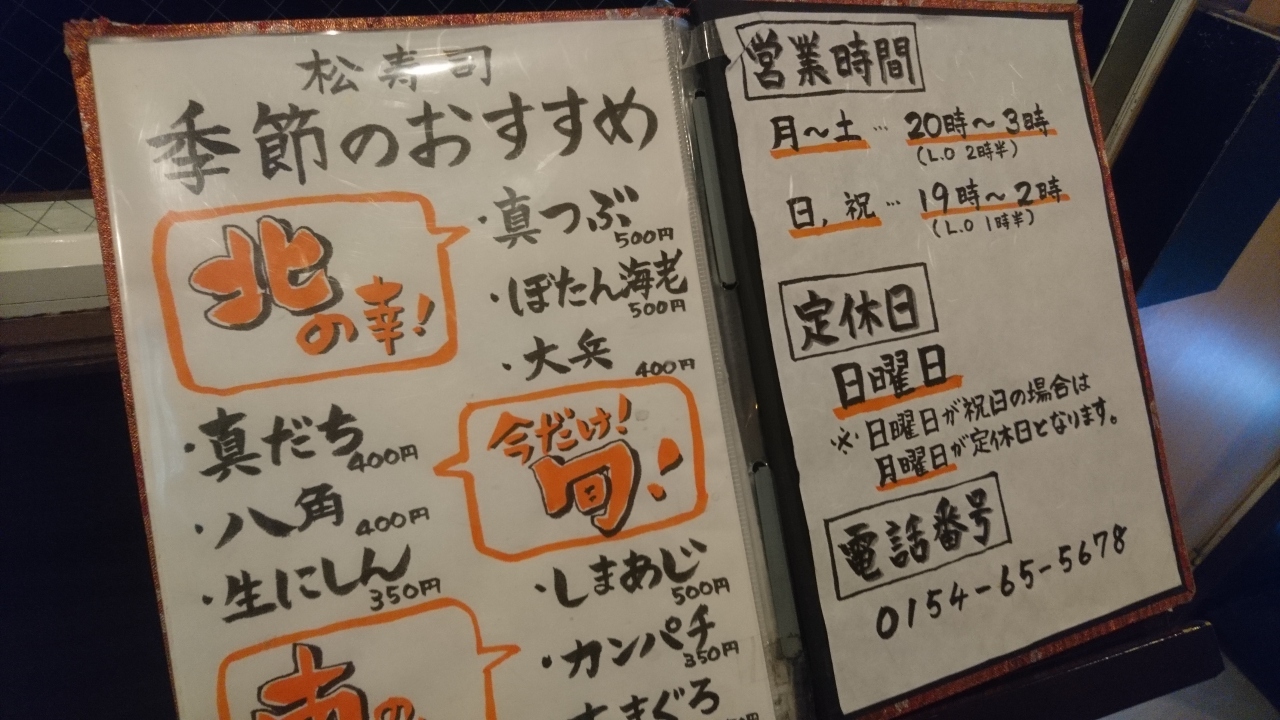 松寿司
季節のおすすめ
北の幸!
・真つぶ
500円
・ぼたん海老
500円
・大兵
400円
今だけ!
旬!
・真だち
400円
・八角
400円
・生にしん
350円
南の
・しまあじ
500円
・カンパチ
350円
まぐろ
営業時間
月〜土…20時〜3時
(L.O 2時半)
日,祝…19時〜2時
(L.O 1時半)
定休日
日曜日
※日曜日が祝日の場合は
月曜日が定休日となります。
電話番号
0154-65-5678